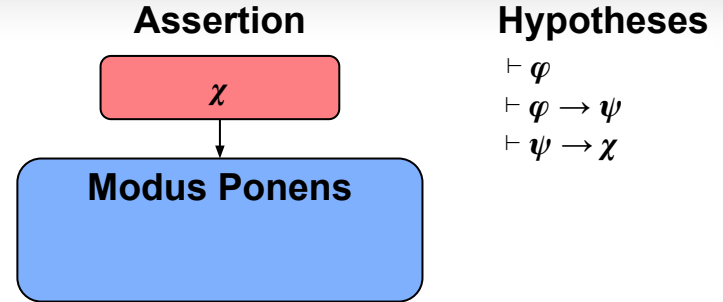 Assertion
χ
Modus Ponens
Hypotheses
⊢ φ
⊢ φ → ψ
⊢ ψ → χ